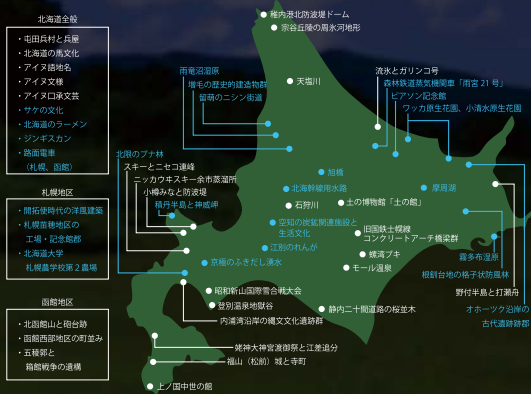 北海道全般
・屯田兵村と兵屋
・北海道の馬文化
・アイヌ語地名
・アイヌ文様
・アイヌ口承文芸
・サケの文化
・北海道のラーメン
・ジンギスカン
・路面電車
（札幌、函館）
札幌地区
・開拓使時代の洋風建築
・札幌苗穂地区の
工場・記念館群
・北海道大学
札幌農学校第2農場
函館地区
・北函館山と砲台跡
・函館西部地区の町並み
・五稜郭と
箱館戦争の遺構
稚内港北防波堤ドーム
宗谷丘陵の周氷河地形
雨竜沼湿原
増毛の歴史的建造物群
留萌のニシン街道
天塩川
流氷とガリンコ号
森林鉄道蒸気機関車「雨宮21号」
ピアソン記念館
ワッカ原生花園、小清水原生花園
北限のブナ林
スキーとニセコ連峰
ニッカウヰスキー余市蒸溜所
小樽みなと防波堤
積丹半島と神威岬
旭橋
北海幹線用水路
石狩川
土の博物館「土の館」
摩周湖
空知の炭鉱関連施設と
生活文化
旧国鉄士幌線
コンクリートアーチ橋梁群
江別のれんが
螺湾ブキ
霧多布湿原
京極のふきだし湧水
モール温泉
根釧台地の格子状防風林
野付半島と打瀬舟
昭和新山国際雪合戦大会
登別温泉地獄谷
静内二十間道路の桜並木
オホーツク沿岸の
古代遺跡群
内浦湾沿岸の縄文文化遺跡群
姥神大神宮渡御祭と江差追分
福山（松前）城と寺町
上ノ国中世の館